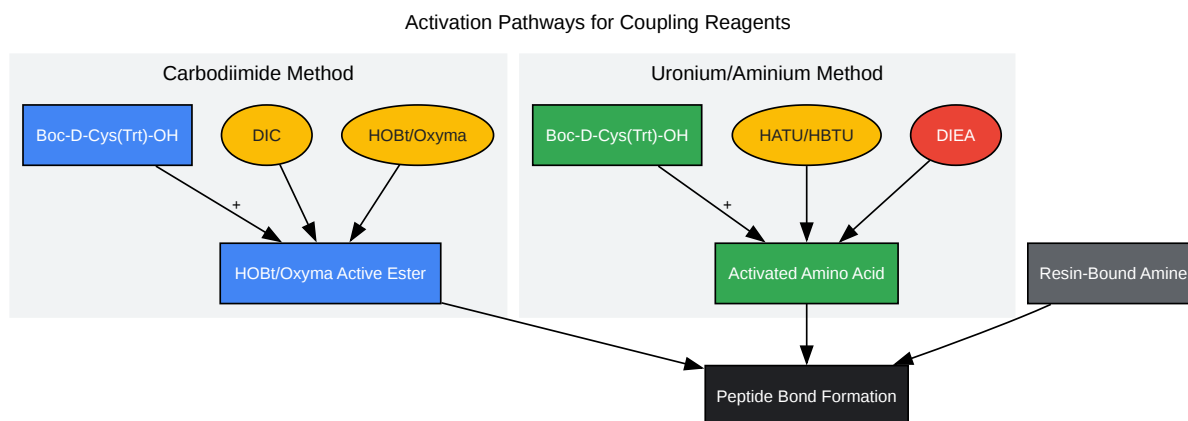 Activation Pathways for Coupling Reagents
Carbodiimide Method
Uronium/Aminium Method
Boc-D-Cys(Trt)-OH
DIC
HOBt/Oxyma
Boc-D-Cys(Trt)-OH
HATU/HBTU
DIEA
+
+
HOBt/Oxyma Active Ester
Activated Amino Acid
Resin-Bound Amine
Peptide Bond Formation